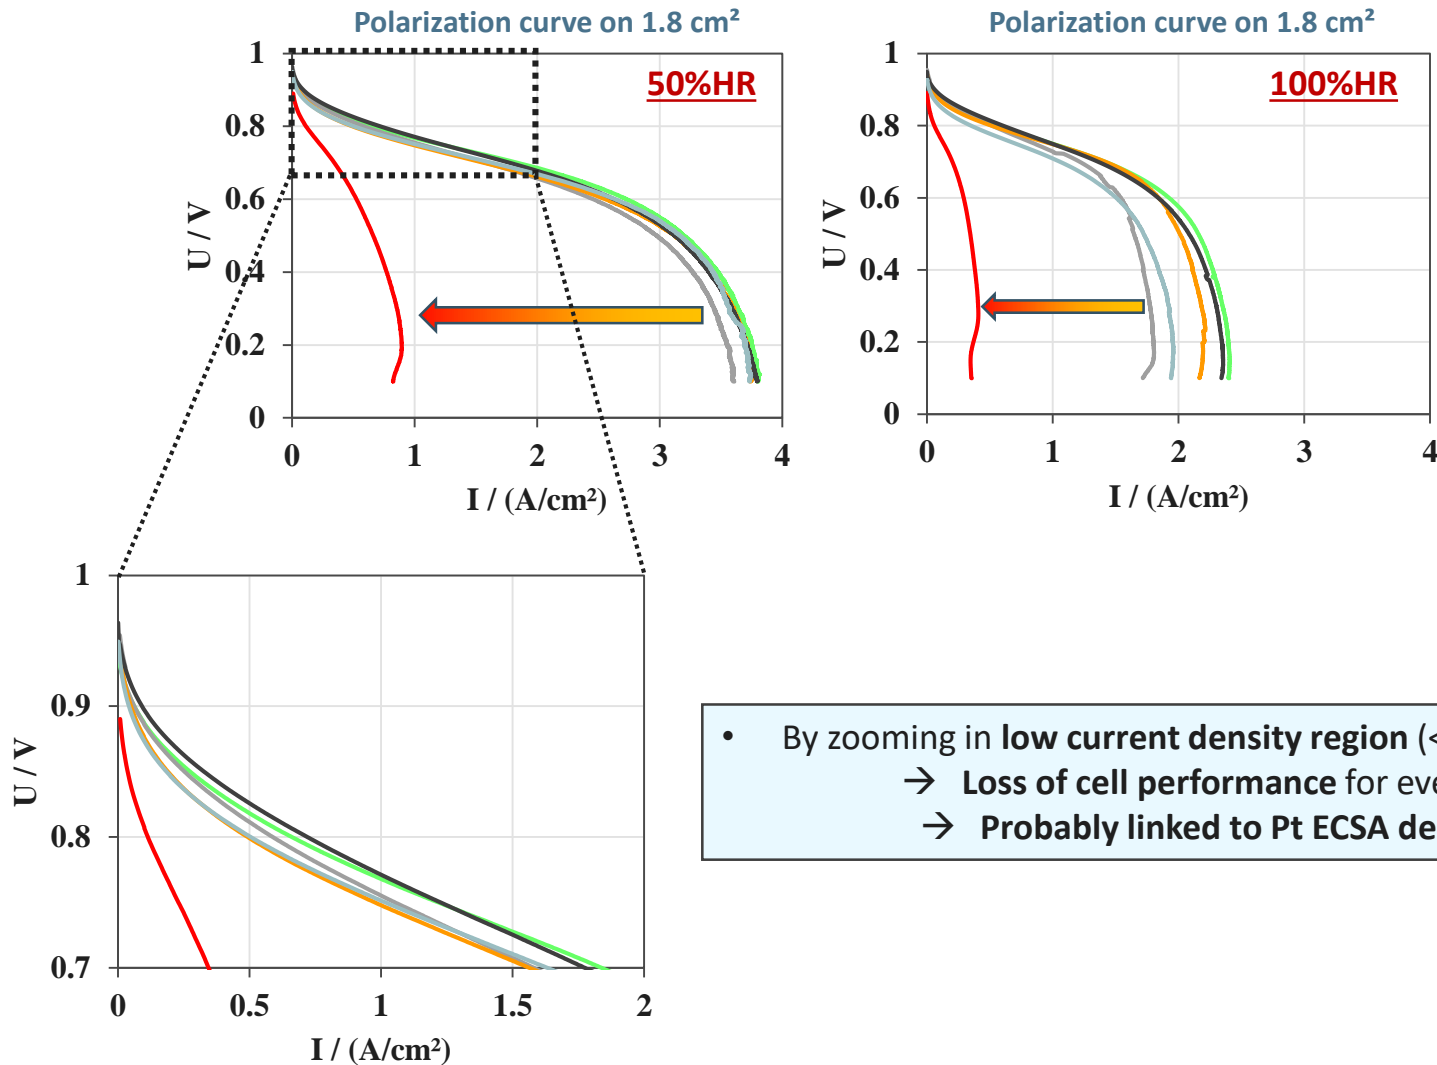 Polarization curve on 1.8 cm²
50%HR
1
0.8
0.6
0.4
0.2
0
U / V
0 1 2 3 4
I / (A/cm²)
Polarization curve on 1.8 cm²
100%HR
1
0.8
0.6
0.4
0.2
0
U / V
0 1 2 3 4
I / (A/cm²)
1
0.9
0.8
0.7
U / V
0 0.5 1 1.5 2
I / (A/cm²)
• By zooming in low current density region (<
→ Loss of cell performance for eve
→ Probably linked to Pt ECSA de